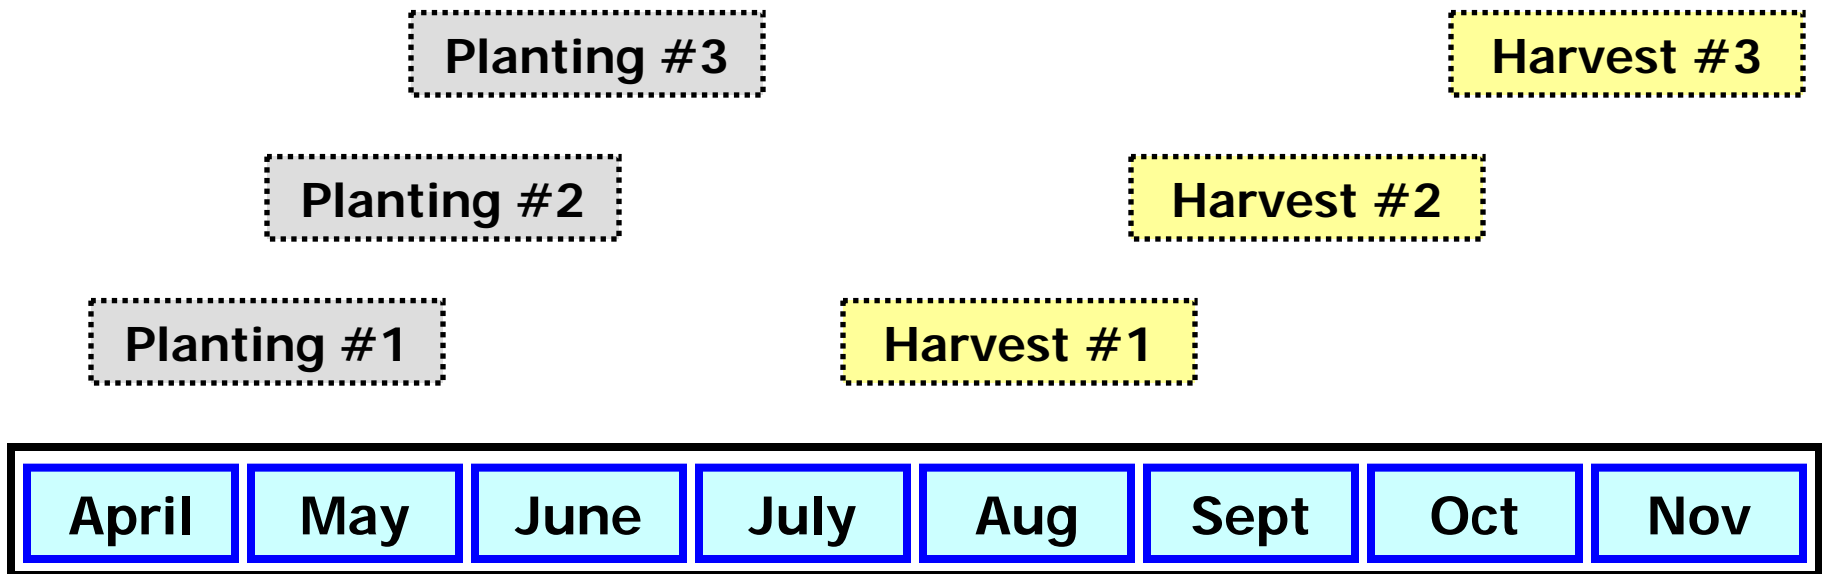 Planting #3 Harvest #3
Planting #2 Harvest #2
Planting #1 Harvest #1
April May June July Aug Sept Oct Nov